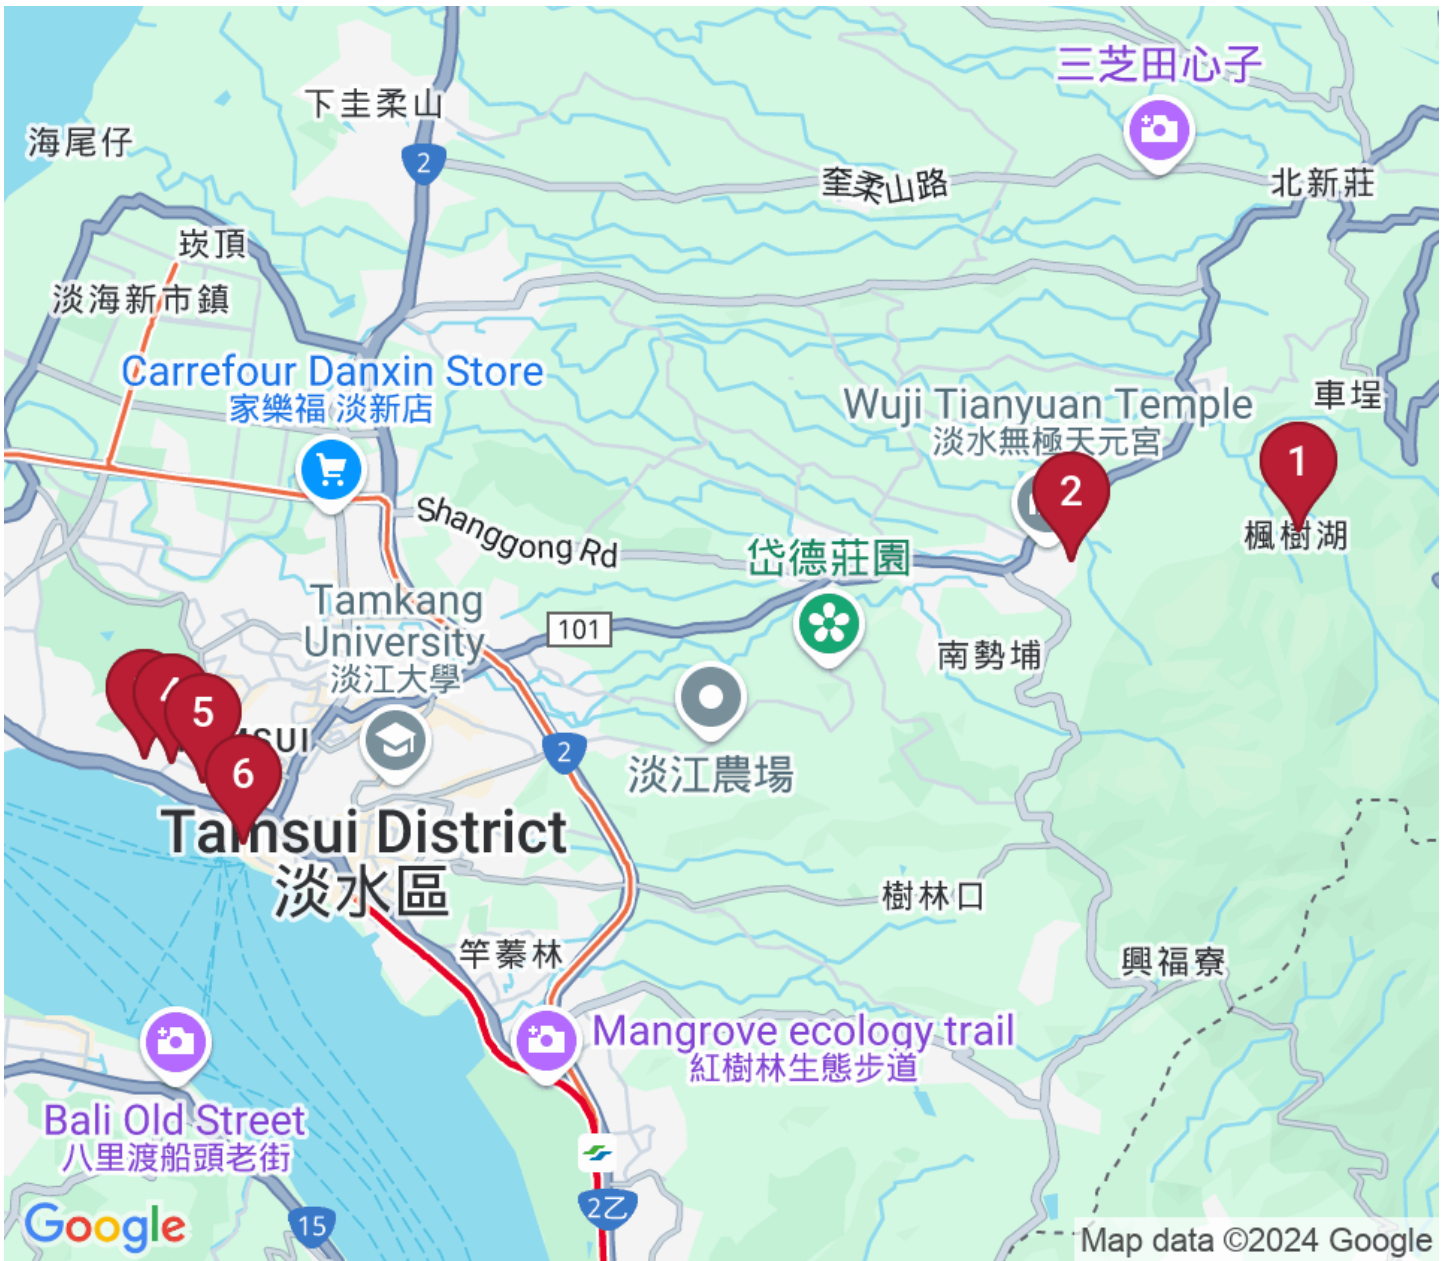 三芝田心子
下圭柔山
海尾仔
2
奎柔山路
北新莊
崁頂
淡海新市鎮
Carrefour Danxin Store
家樂福 淡新店
車埕
Wuji Tianyuan Temple
淡水無極天元宮
1
2
Shanggong Rd
楓樹湖
岱德莊園
Tamkang
University
淡江大學
101
南勢埔
4
5
TAMSUI
6
2
淡江農場
Tamsui District
淡水區
樹林口
竿蓁林
興福寮
Mangrove ecology trail
紅樹林生態步道
Bali Old Street
八里渡船頭老街
2乙
15
Google
Map data ©2024 Google